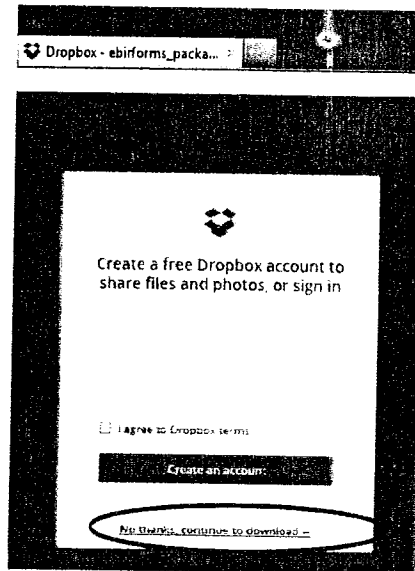 Dropbox - ebirforms_packa...
Create a free Dropbox account to
share files and photos, or sign in
I agree to Dropbox terms
Create an account
No thanks, continue to download